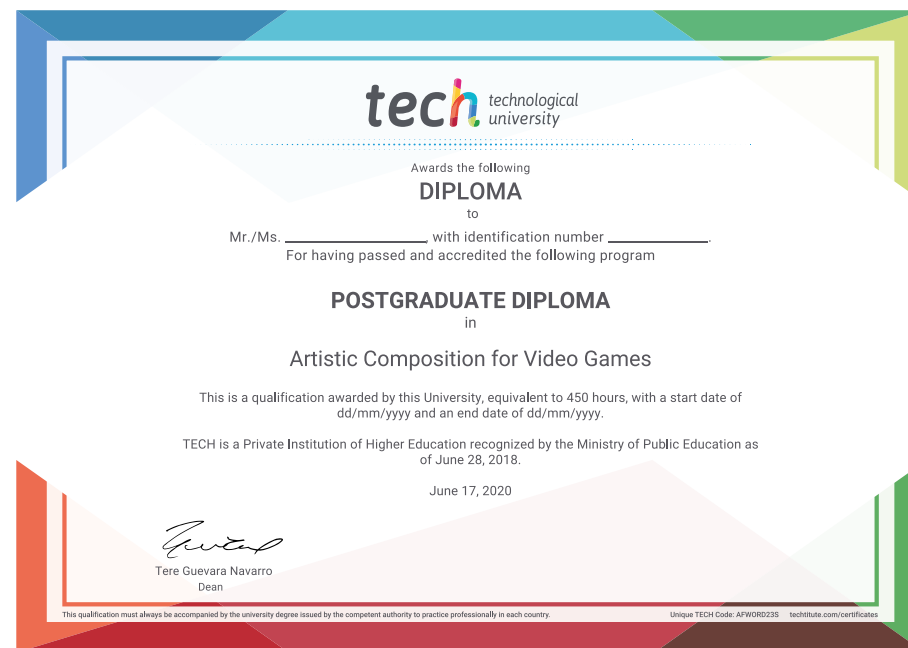 tech technological
university
Awards the following
DIPLOMA
to
Mr./Ms. ____________, with identification number _________.
For having passed and accredited the following program
POSTGRADUATE DIPLOMA
in
Artistic Composition for Video Games
This is a qualification awarded by this University, equivalent to 450 hours, with a start date of
dd/mm/yyyy and an end date of dd/mm/yyyy.
TECH is a Private Institution of Higher Education recognized by the Ministry of Public Education as
of June 28, 2018.
June 17, 2020
Tere Guevara Navarro
Dean
This qualification must always be accompanied by the university degree issued by the competent authority to practice professionally in each country.
Unique TECH Code: AFWORD23S techtitute.com/certificates